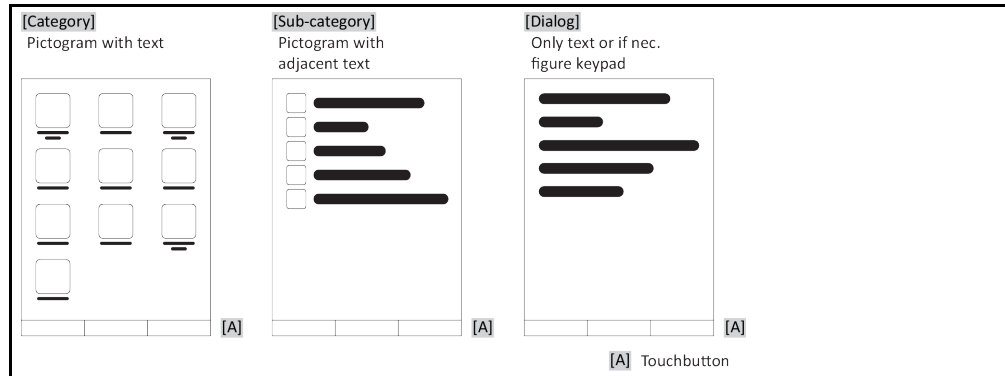 [Category]
Pictogram with text
[Sub-category]
Pictogram with
adjacent text
[Dialog]
Only text or if nec.
figure keypad
[A]
[A]
[A]
[A] Touchbutton